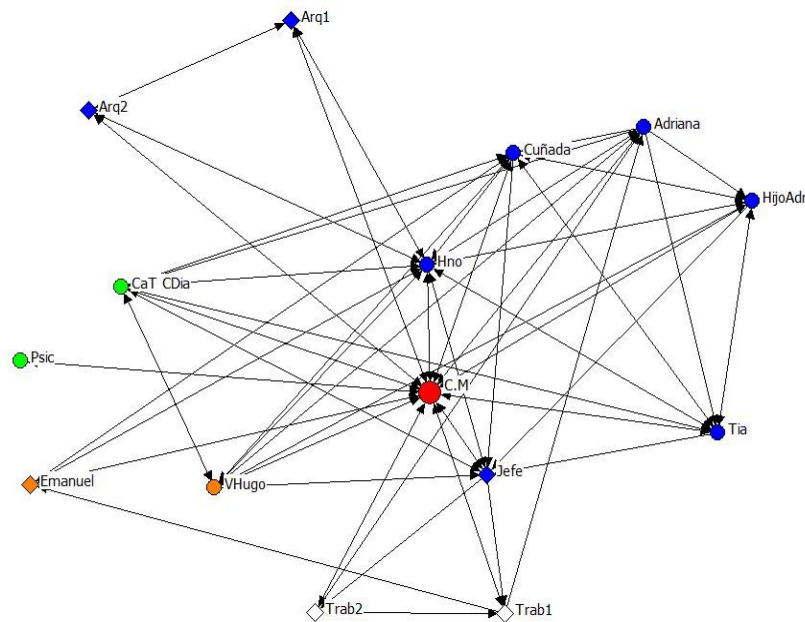 Arq1
Arq2
Adriana
Cuñada
HijoAdr
Hno
CaT CDia
Psic
C.M
Tia
Jefe
Emanuel
VHugo
Trab2
Trab1